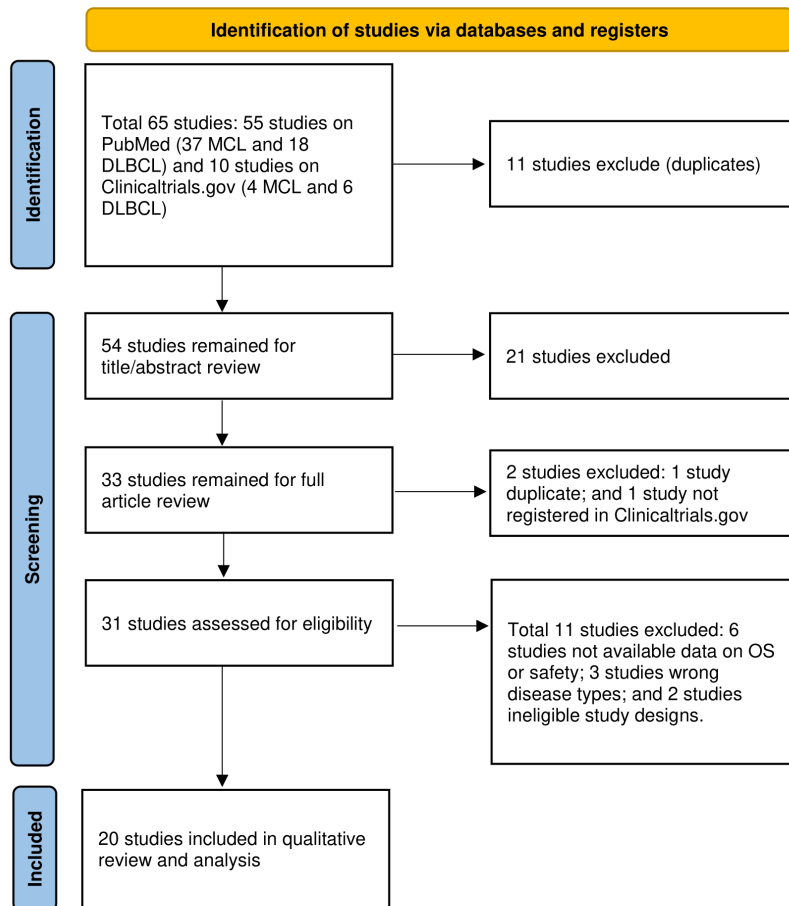 Identification of studies via databases and registers
Identification
Total 65 studies: 55 studies on
PubMed (37 MCL and 18
DLBCL) and 10 studies on
Clinicaltrials.gov (4 MCL and 6
DLBCL)
11 studies exclude (duplicates)
Screening
54 studies remained for
title/abstract review
21 studies excluded
33 studies remained for full
article review
2 studies excluded: 1 study
duplicate; and 1 study not
registered in Clinicaltrials.gov
31 studies assessed for eligibility
Total 11 studies excluded: 6
studies not available data on OS
or safety; 3 studies wrong
disease types; and 2 studies
ineligible study designs.
Included
20 studies included in qualitative
review and analysis